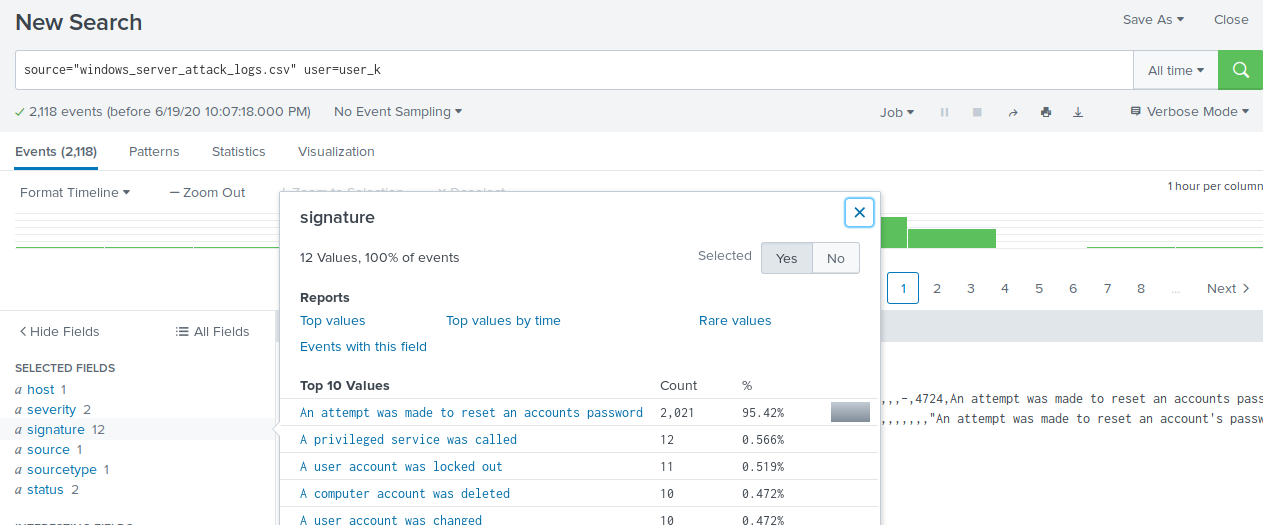 New Search
Save As
Close
source="windows_server_attack_logs.csv" user=user_k
All time
2,118 events (before 6/19/20 10:07:18.000 PM)
No Event Sampling
Job
Verbose Mode
Events (2,118)
Patterns
Statistics
Visualization
Format Timeline
— Zoom Out
+ Zoom to Selection
× Deselect
1 hour per column
signature
12 Values, 100% of events
Selected
Yes
No
Reports
Top values
Top values by time
Rare values
Events with this field
1 2 3 4 5 6 7 8 ... Next
Hide Fields
All Fields
SELECTED FIELDS
a host 1
a severity 2
a signature 12
a source 1
a sourcetype 1
a status 2
Top 10 Values Count %
An attempt was made to reset an accounts password 2,021 95.42%
A privileged service was called 12 0.566%
A user account was locked out 11 0.519%
A computer account was deleted 10 0.472%
A user account was changed 10 0.472%
,,,-,4724,An attempt was made to reset an accounts pass
,,,,,,,"An attempt was made to reset an account's passw
INTERESTING FIELDS